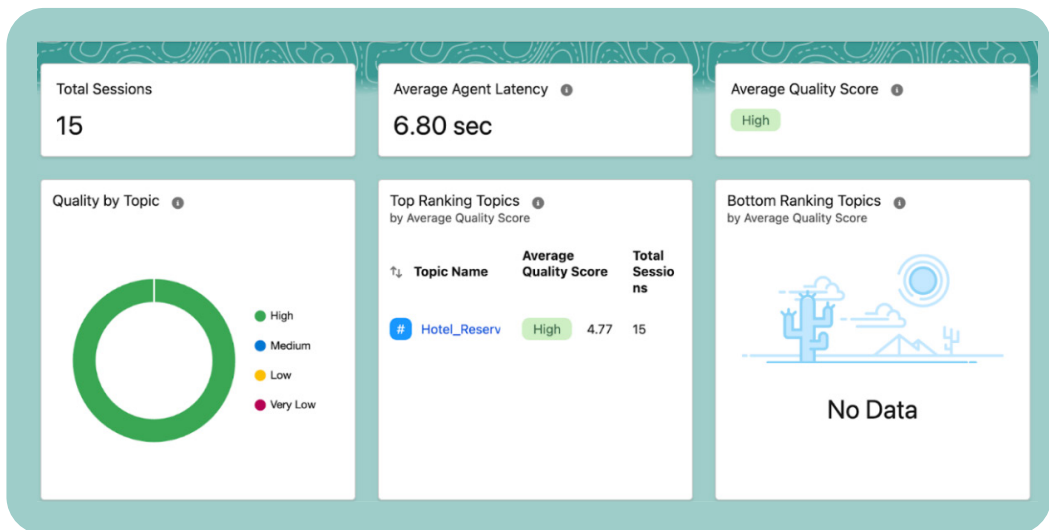 Total Sessions
15
Average Agent Latency
6.80 sec
Average Quality Score
High
Quality by Topic
High
Medium
Low
Very Low
Top Ranking Topics
by Average Quality Score
Topic Name
Average
Quality Score
Total
Sessio
ns
# Hotel_Reserv High 4.77 15
Bottom Ranking Topics
by Average Quality Score
No Data